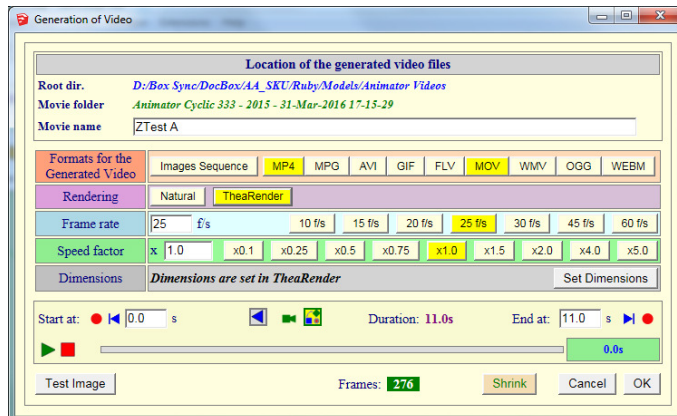 Generation of Video
Location of the generated video files
Root dir. D:/Box Sync/DocBox/AA_SKU/Ruby/Models/Animator Videos
Movie folder Animator Cyclic 333 - 2015 - 31-Mar-2016 17-15-29
Movie name ZTest A
Formats for the Generated Video Images Sequence MP4 MPG AVI GIF FLV MOV WMV OGG WEBM
Rendering Natural TheaRender
Frame rate 25 f/s 10 f/s 15 f/s 20 f/s 25 f/s 30 f/s 45 f/s 60 f/s
Speed factor x 1.0 x0.1 x0.25 x0.5 x0.75 x1.0 x1.5 x2.0 x4.0 x5.0
Dimensions Dimensions are set in TheaRender Set Dimensions
Start at: 0.0 s Duration: 11.0s End at: 11.0 s
0.0s
Test Image Frames: 276 Shrink Cancel OK